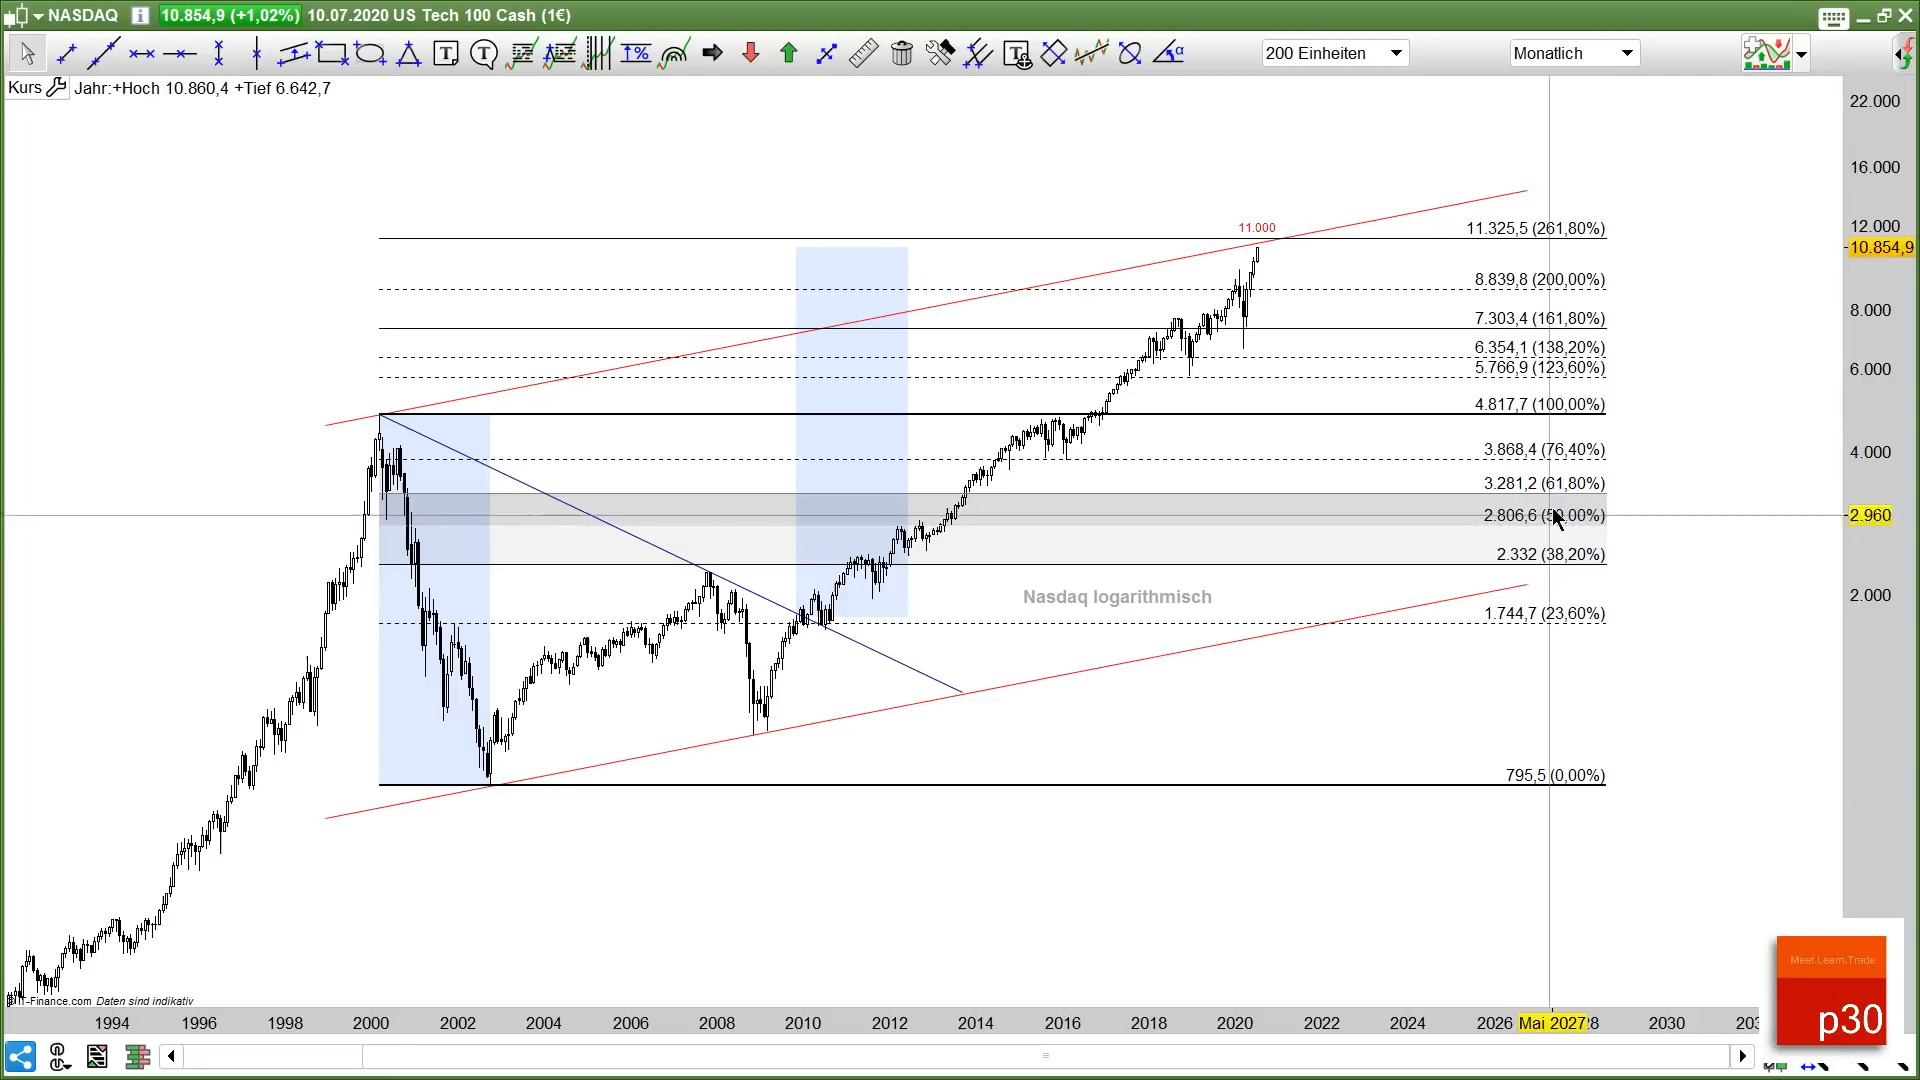 NASDAQ 10.854,9 (+1,02%) 10.07.2020 US Tech 100 Cash (1€)
200 Einheiten
Monatlich
Kurs Jahr:+Hoch 10.860,4 +Tief 6.642,7
22.000
16.000
12.000
10.854,9
8.000
6.000
4.000
2.960
2.000
11.000
11.325,5 (261,80%)
8.839,8 (200,00%)
7.303,4 (161,80%)
6.354,1 (138,20%)
5.766,9 (123,60%)
4.817,7 (100,00%)
3.868,4 (76,40%)
3.281,2 (61,80%)
2.806,6 (50,00%)
2.332 (38,20%)
Nasdaq logarithmisch
1.744,7 (23,60%)
795,5 (0,00%)
IT-Finance.com Daten sind indikativ
1994 1996 1998 2000 2002 2004 2006 2008 2010 2012 2014 2016 2018 2020 2022 2024 2026 Mai 2027 2030
Meet.Learn.Trade
p30